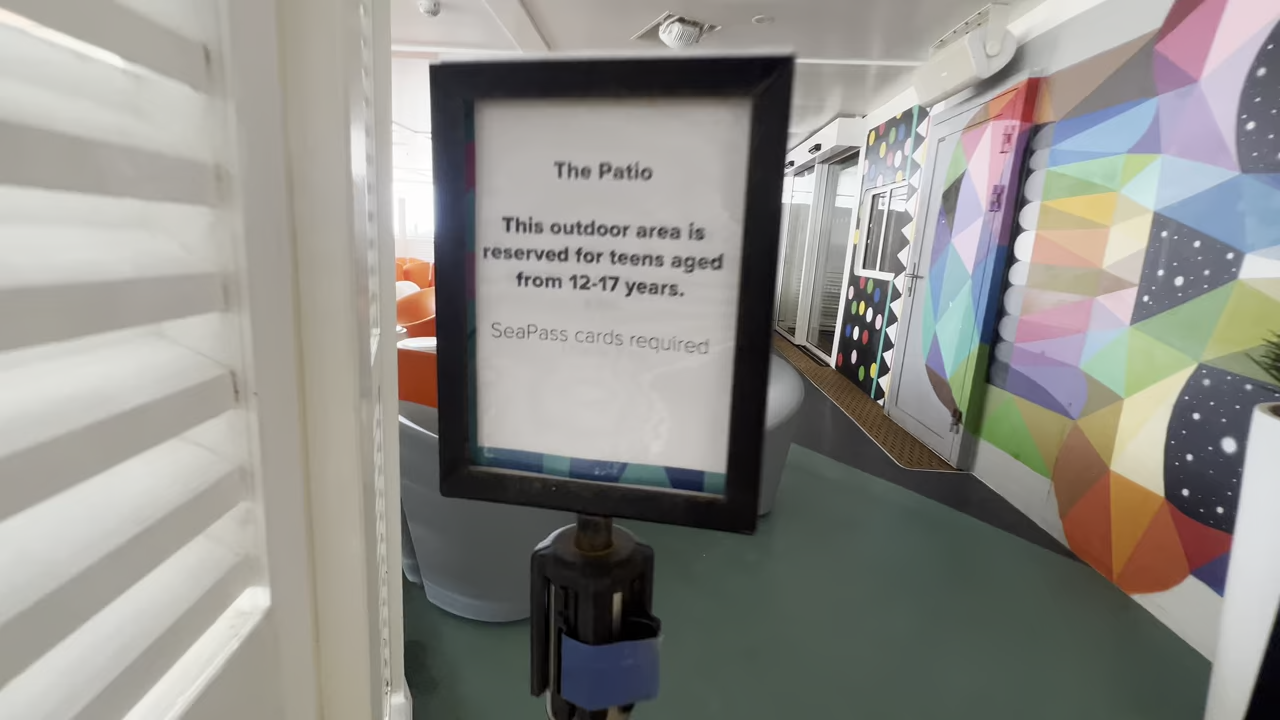 The Patio
This outdoor area is
reserved for teens aged
from 12-17 years.
SeaPass cards required